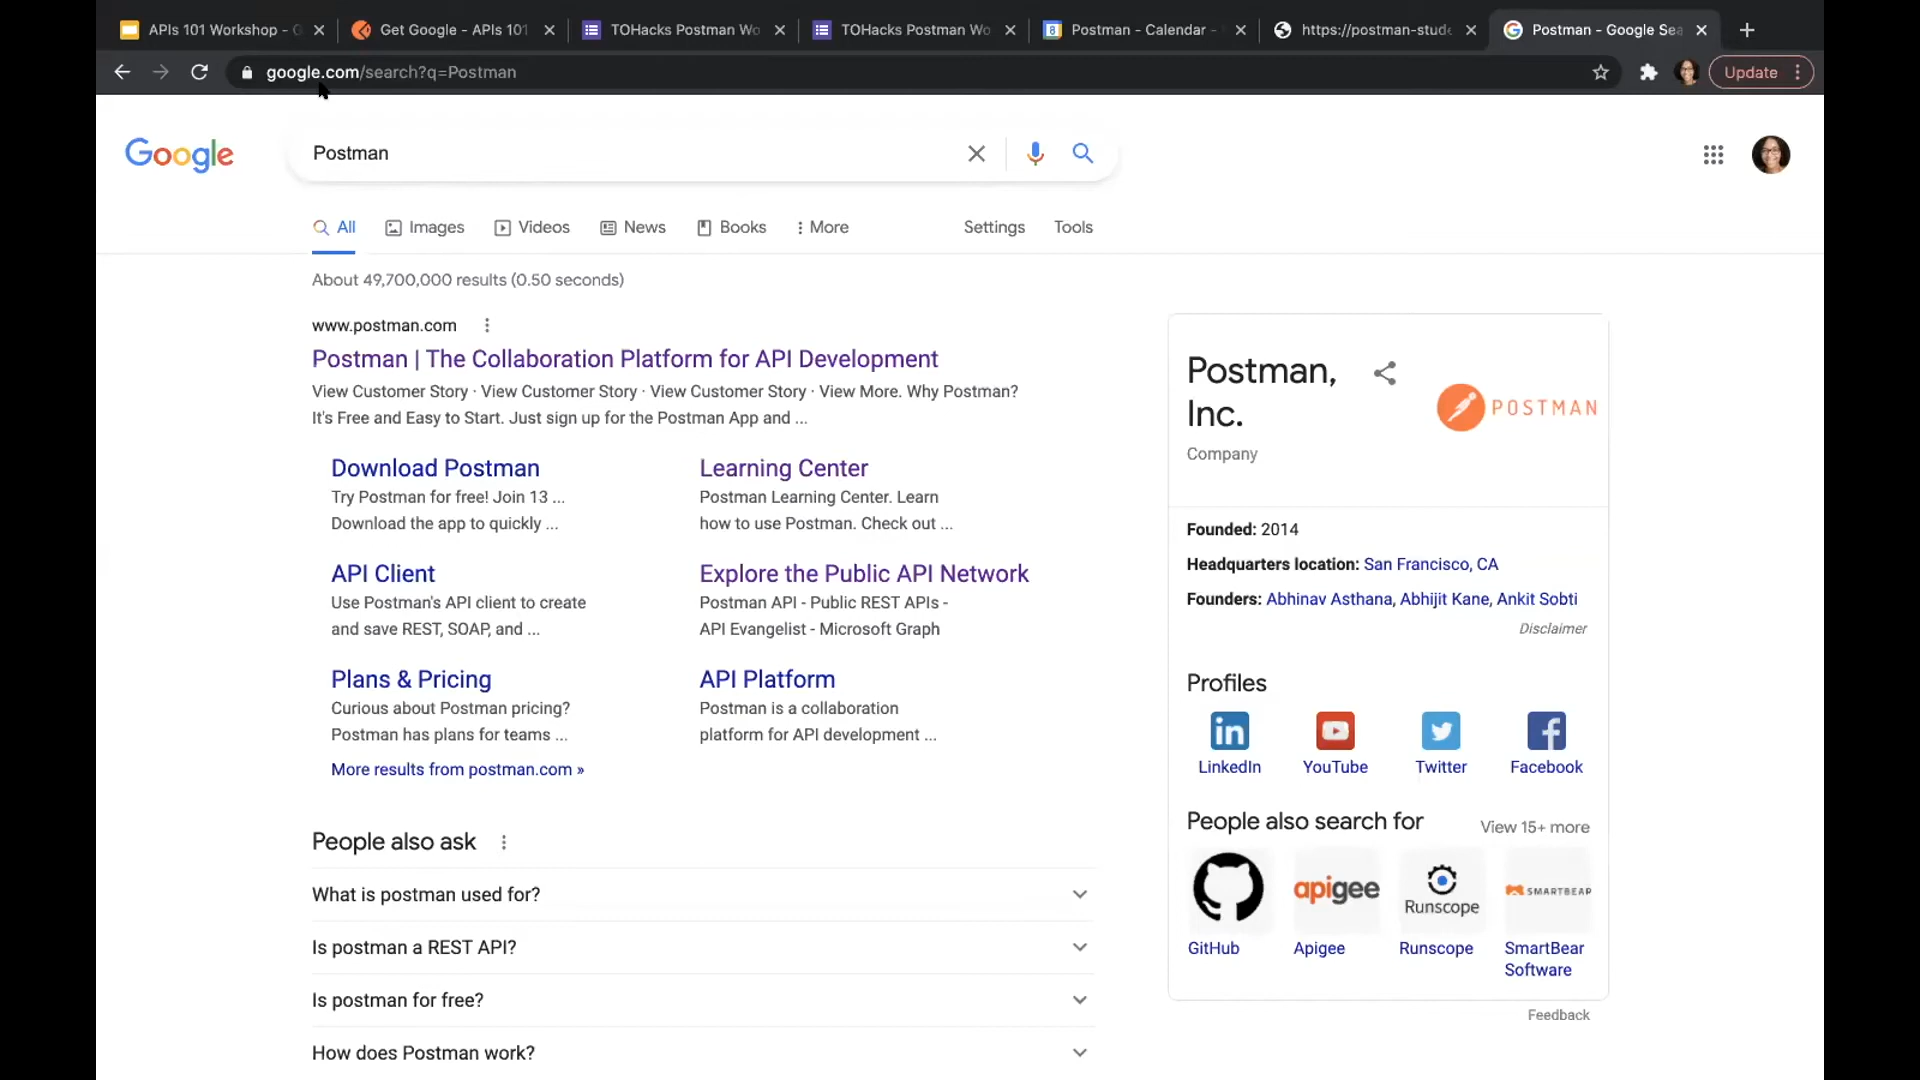 APIs 101 Workshop - G
Get Google - APIs 101
TOHacks Postman Wo
TOHacks Postman Wo
Postman - Calendar -
https://postman-stude
Postman - Google Sea
google.com/search?q=Postman
Update
Google
Postman
All
Images
Videos
News
Books
More
Settings
Tools
About 49,700,000 results (0.50 seconds)
www.postman.com
Postman | The Collaboration Platform for API Development
View Customer Story · View Customer Story · View Customer Story · View More. Why Postman?
It's Free and Easy to Start. Just sign up for the Postman App and ...
Download Postman
Try Postman for free! Join 13 ...
Download the app to quickly ...
Learning Center
Postman Learning Center. Learn
how to use Postman. Check out ...
API Client
Use Postman's API client to create
and save REST, SOAP, and ...
Explore the Public API Network
Postman API - Public REST APIs -
API Evangelist - Microsoft Graph
Plans & Pricing
Curious about Postman pricing?
Postman has plans for teams ...
API Platform
Postman is a collaboration
platform for API development ...
More results from postman.com »
People also ask
What is postman used for?
Is postman a REST API?
Is postman for free?
How does Postman work?
Postman,
Inc.
Company
POSTMAN
Founded: 2014
Headquarters location: San Francisco, CA
Founders: Abhinav Asthana, Abhijit Kane, Ankit Sobti
Disclaimer
Profiles
LinkedIn
YouTube
Twitter
Facebook
People also search for
View 15+ more
apigee
Runscope
SMARTBEAR
GitHub
Apigee
Runscope
SmartBear
Software
Feedback